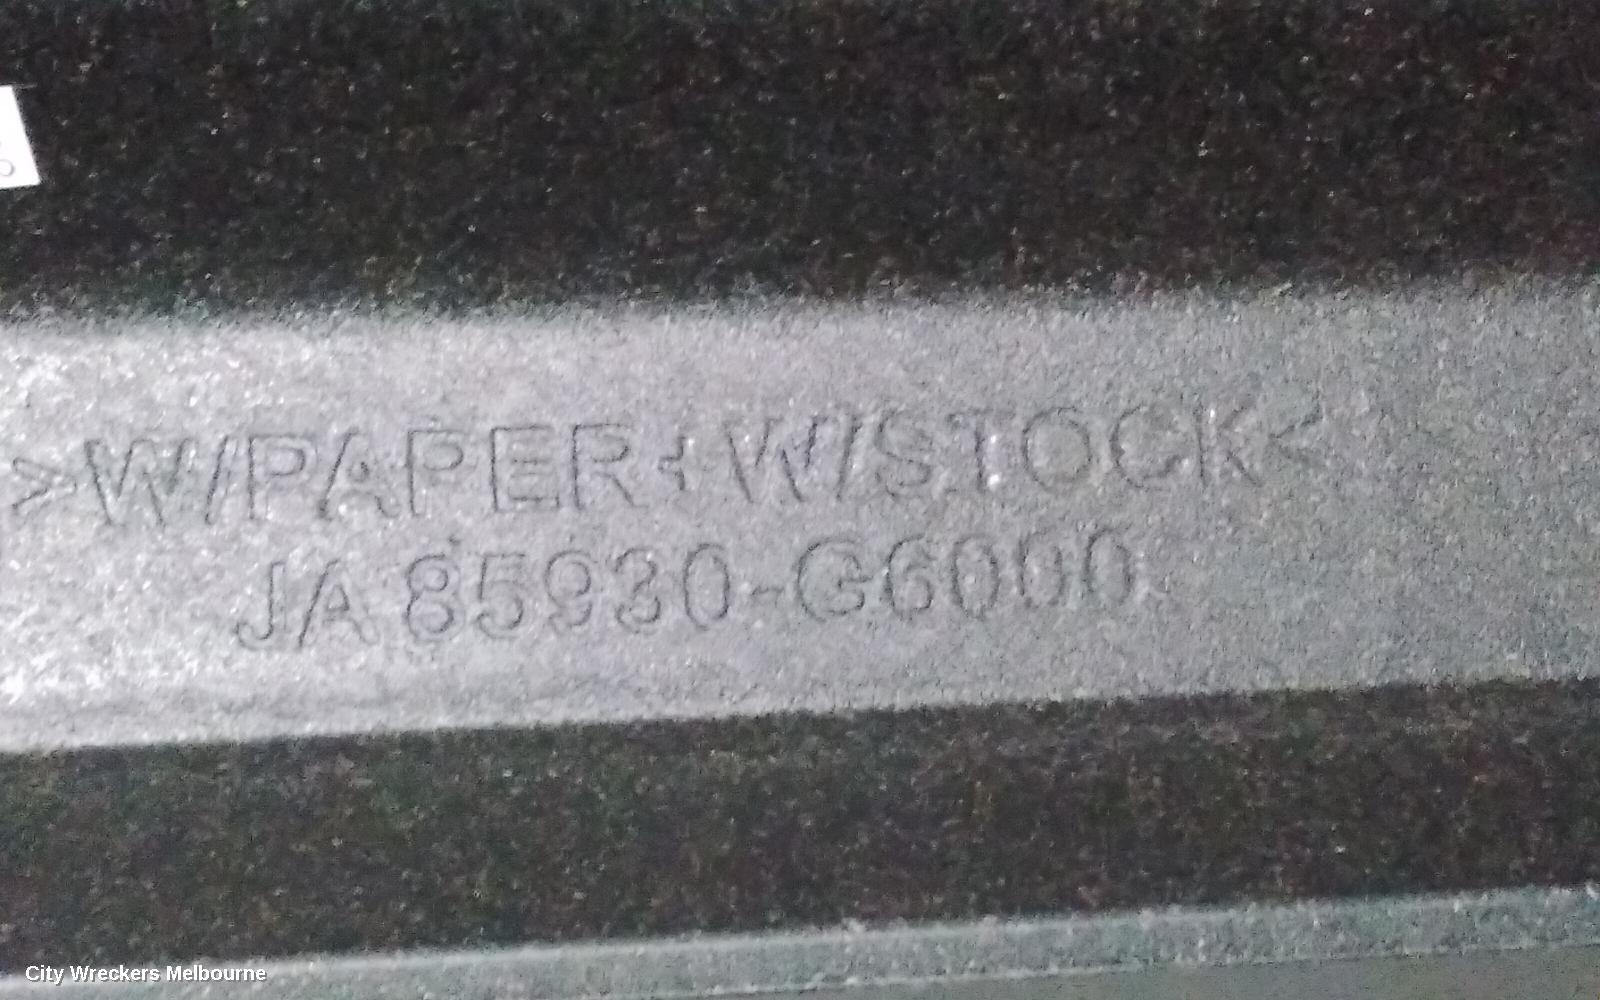 >W/PAPER+W/STOCK<
JA 85930-G6000
City Wreckers Melbourne